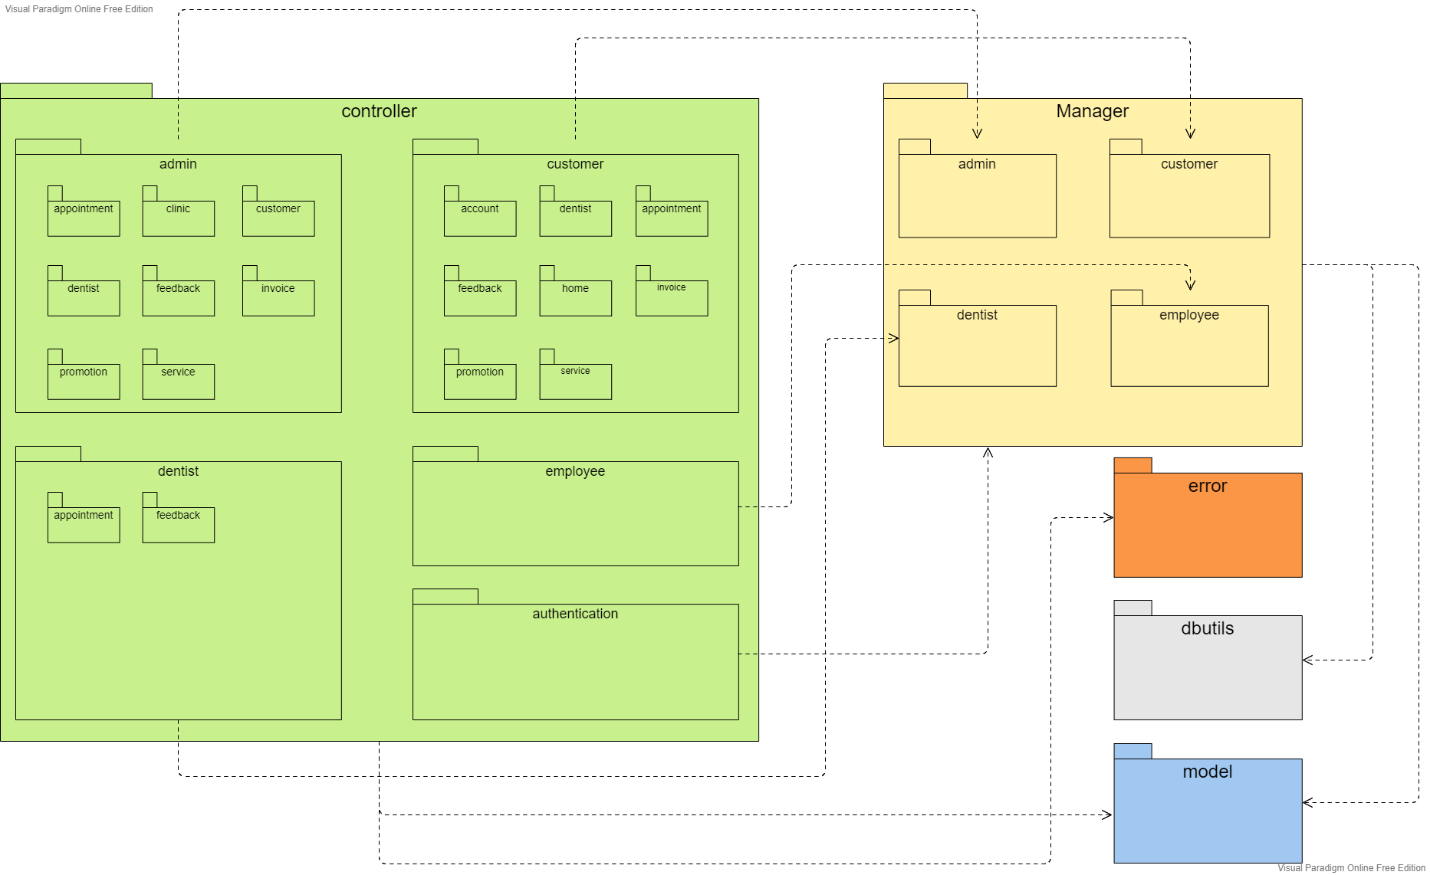 Visual Paradigm Online Free Edition
controller
Manager
admin
customer
admin
customer
appointment
clinic
customer
account
dentist
appointment
dentist
feedback
invoice
feedback
home
invoice
dentist
employee
promotion
service
promotion
service
dentist
employee
error
appointment
feedback
authentication
dbutils
model
Visual Paradigm Online Free Edition